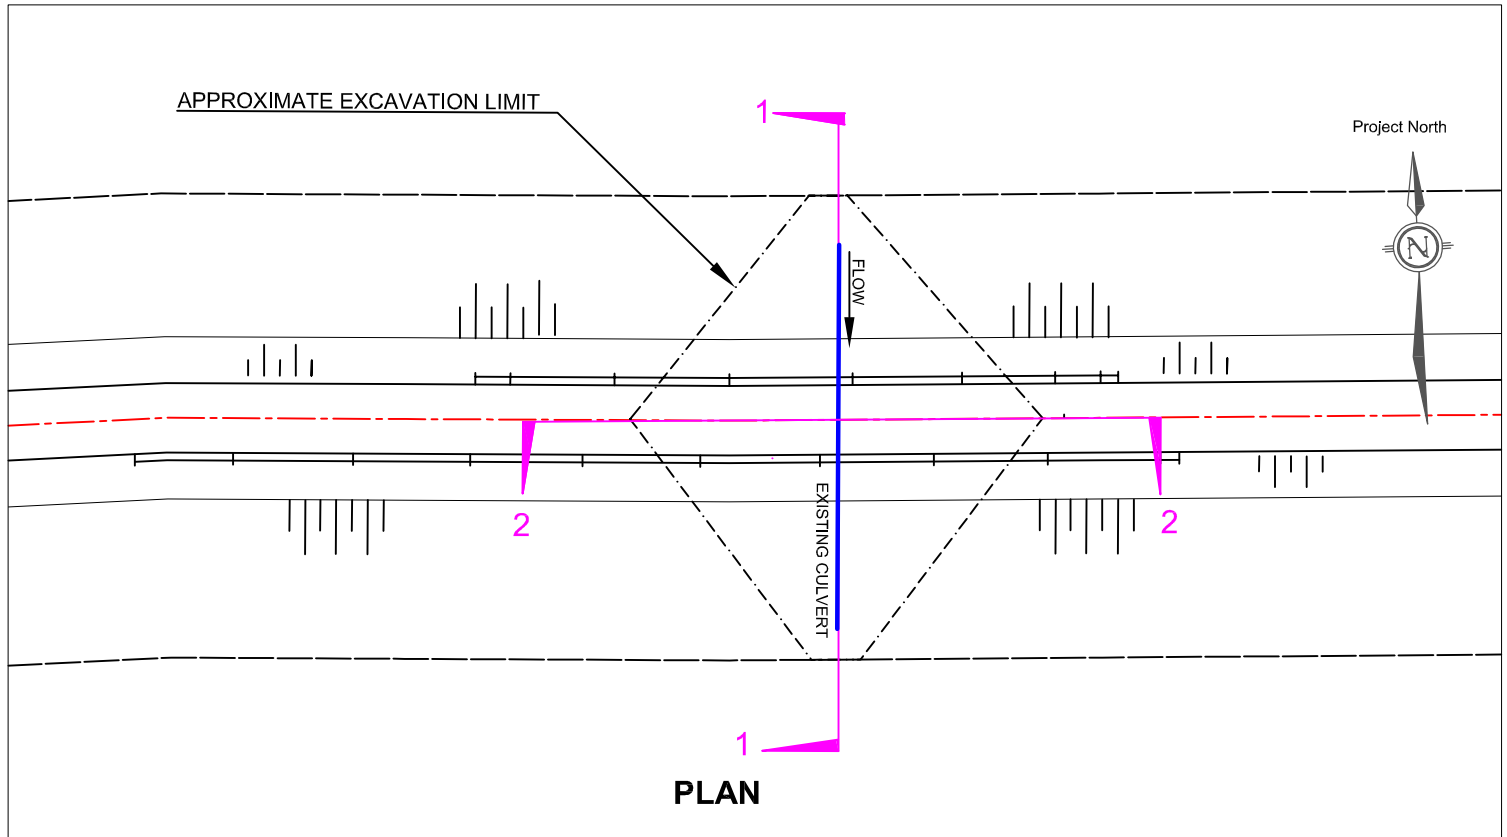 APPROXIMATE EXCAVATION LIMIT
1
Project North
N
FLOW
EXISTING CULVERT
2
2
1
PLAN